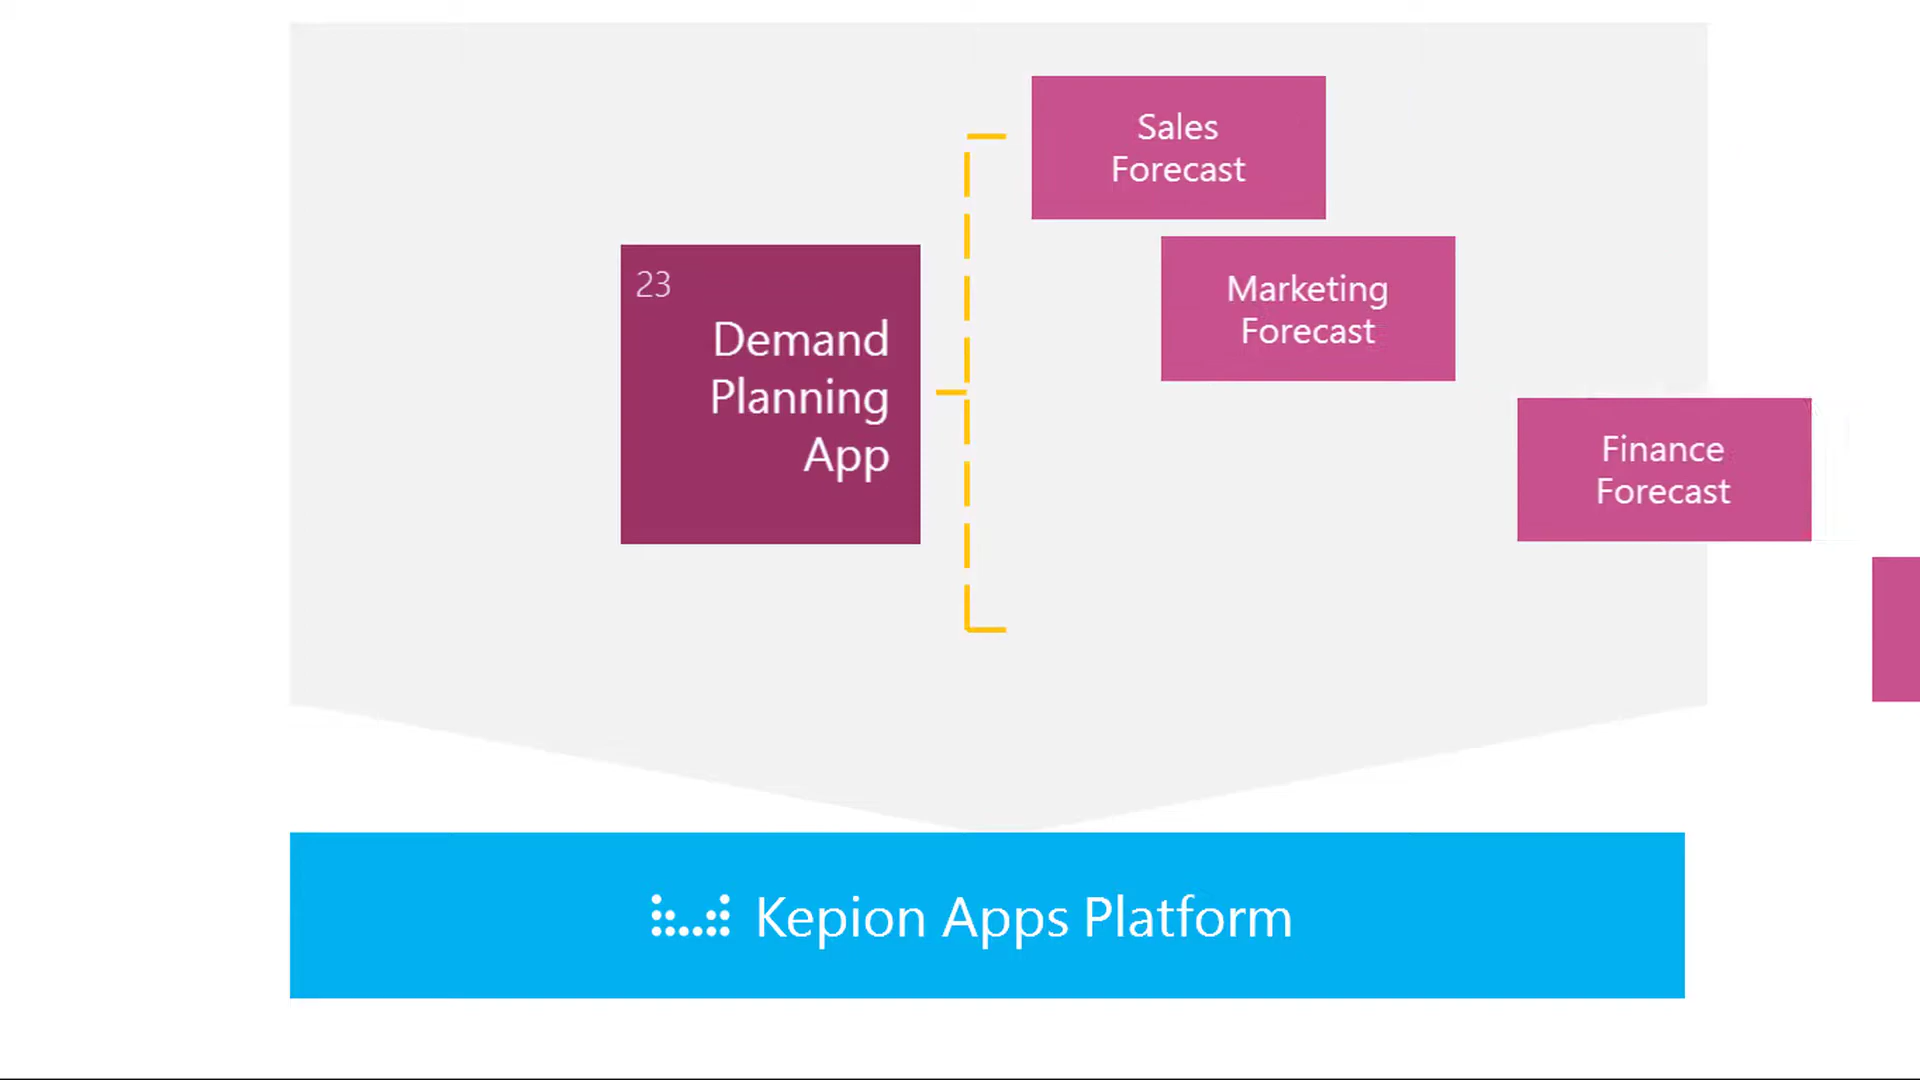 Sales
Forecast
Marketing
Forecast
23
Demand
Planning
App
Finance
Forecast
Kepion Apps Platform